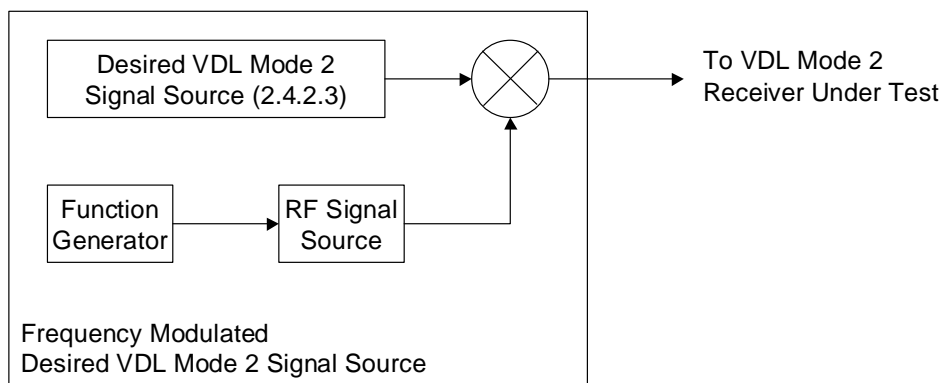 Desired VDL Mode 2
Signal Source (2.4.2.3)
To VDL Mode 2
Receiver Under Test
Function
Generator
RF Signal
Source
Frequency Modulated
Desired VDL Mode 2 Signal Source